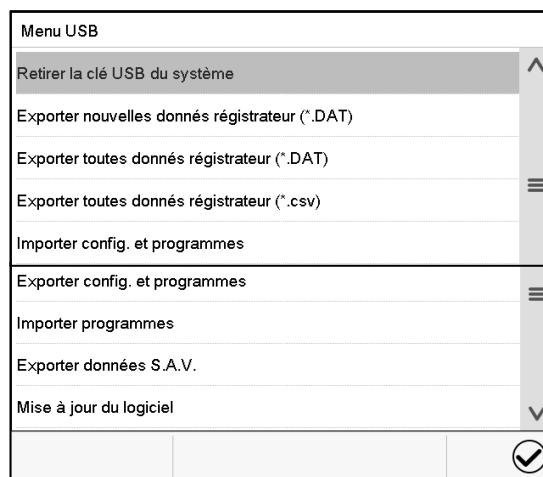 Menu USB
Retirer la clé USB du système
Exporter nouvelles donnés régistrateur (*.DAT)
Exporter toutes donnés régistrateur (*.DAT)
Exporter toutes donnés régistrateur (*.csv)
Importer config. et programmes
Exporter config. et programmes
Importer programmes
Exporter données S.A.V.
Mise à jour du logiciel